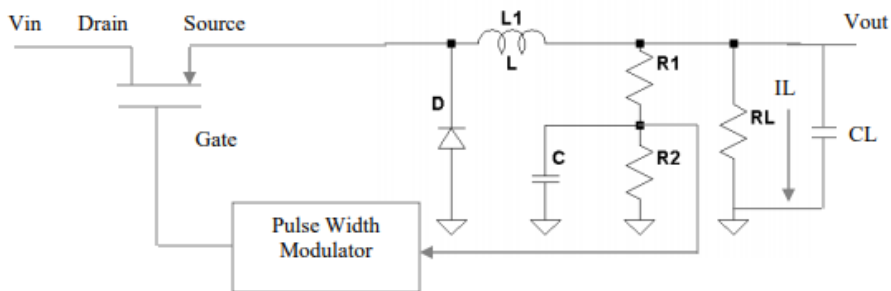 Vin Drain Source L1 Vout
L
R1
IL
D
RL
Gate
C
R2
CL
Pulse Width
Modulator